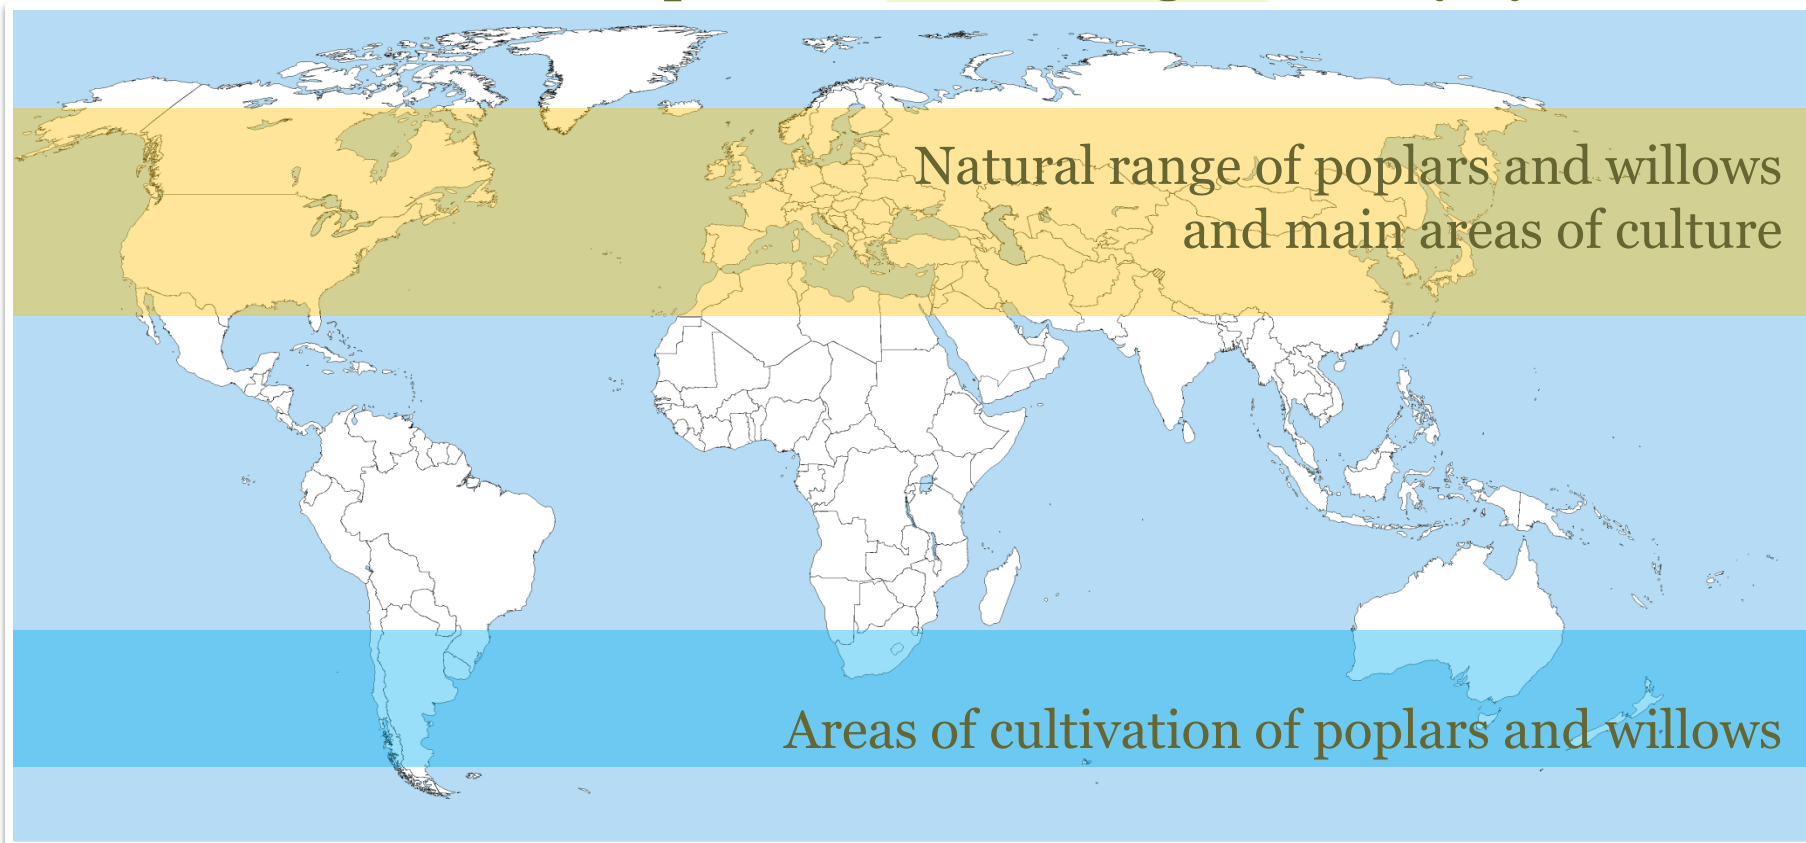 Natural range of poplars and willows
and main areas of culture
Areas of cultivation of poplars and willows